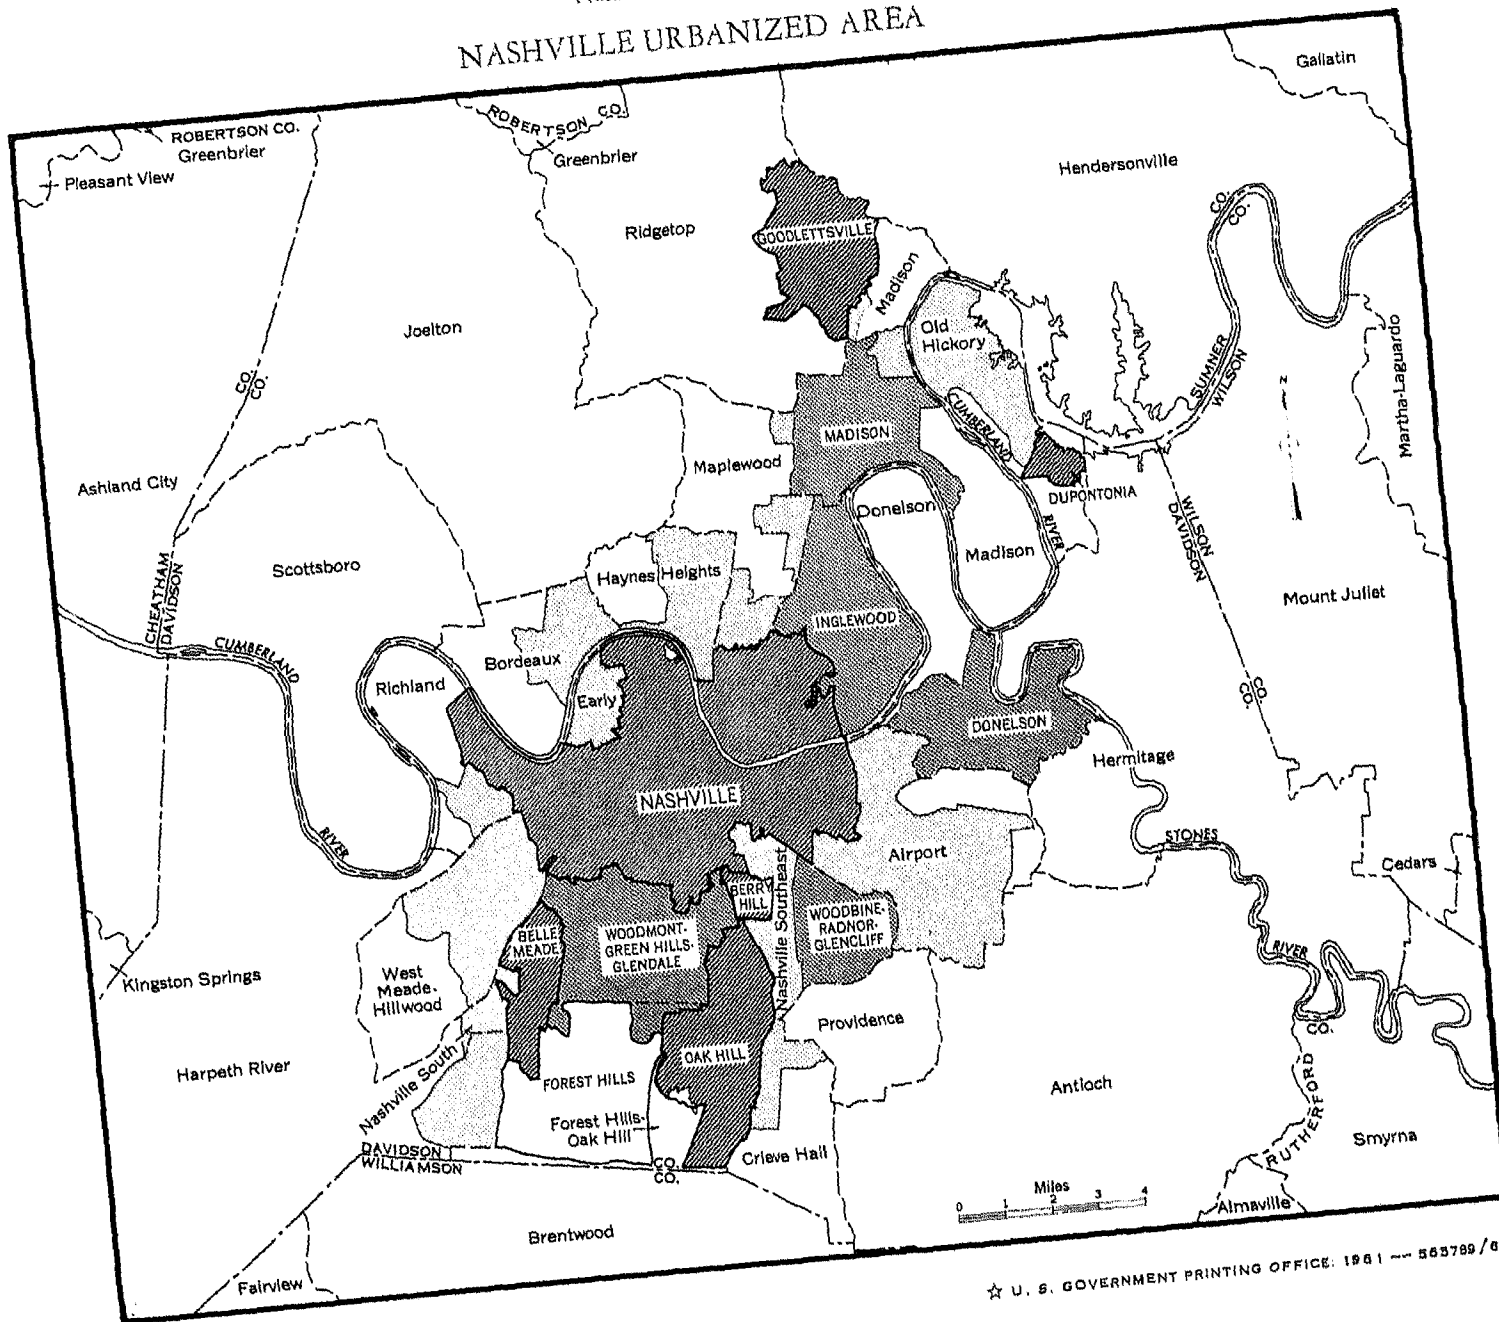 NASHVILLE URBANIZED AREA
Gallatin
ROBERTSON CO.
Greenbrier
Pleasant View
ROBERTSON CO.
Greenbrier
Hendersonville
Ridgetop
GOODLETTSVILLE
Madison
CO.
CO.
Joelton
Old
Hickory
SUMNER
WILSON
N
Martha-Laguardo
CO.
CO.
CUMBERLAND
MADISON
Maplewood
Ashland City
DUPONTONIA
Donelson
RIVER
Madison
WILSON
DAVIDSON
Scottsboro
Haynes Heights
Mount Juliet
CHEATHAM
DAVIDSON
CUMBERLAND
INGLEWOOD
Bordeaux
Richland
Early
CO.
CO.
DONELSON
Hermitage
NASHVILLE
RIVER
STONES
Airport
Cedars
Nashville Southeast
BERRY
HILL
WOODBINE-
RADNOR-
GLENCLIFF
BELLE
MEADE
WOODMONT-
GREEN HILLS-
GLENDALE
RIVER
Kingston Springs
West
Meade-
Hillwood
CO.
Providence
OAK HILL
Harpeth River
Nashville South
FOREST HILLS
Antioch
RUTHERFORD
Forest Hills-
Oak Hill
Smyrna
DAVIDSON
WILLIAMSON
CO.
CO.
Crieve Hall
Miles
0 1 2 3 4
Almaville
Brentwood
Fairview
☆ U. S. GOVERNMENT PRINTING OFFICE: 1961 — 565789/6